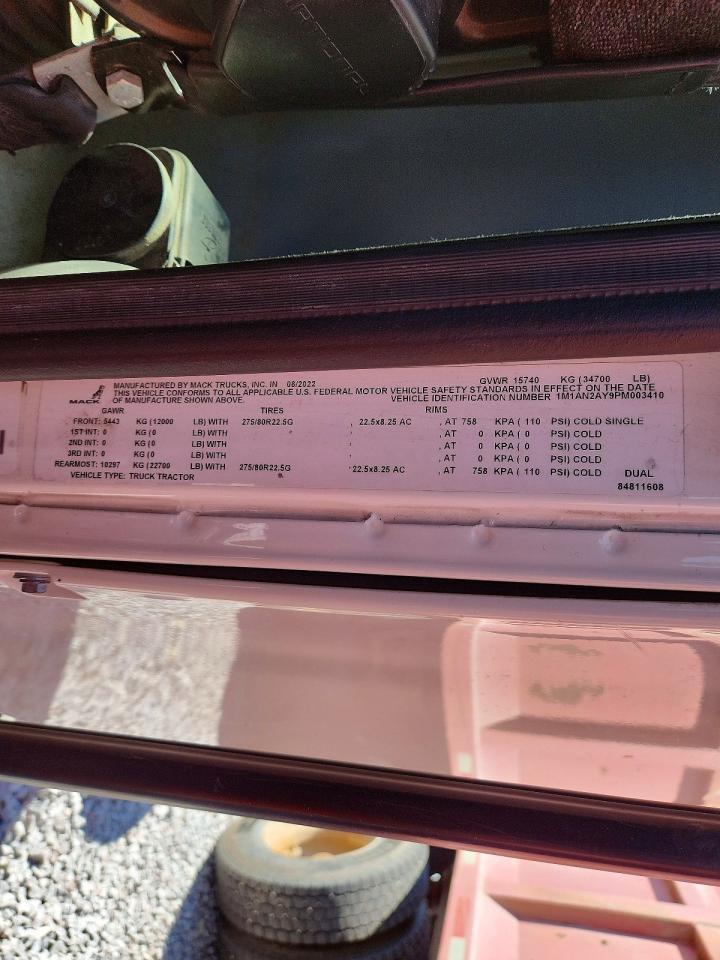 NATIONAL
MACK
MANUFACTURED BY MACK TRUCKS, INC. IN 08/2022 GVWR 15740 KG (34700 LB)
THIS VEHICLE CONFORMS TO ALL APPLICABLE U.S. FEDERAL MOTOR VEHICLE SAFETY STANDARDS IN EFFECT ON THE DATE
OF MANUFACTURE SHOWN ABOVE. VEHICLE IDENTIFICATION NUMBER 1M1AN2AY9PM003410
GAWR TIRES RIMS
FRONT: 5443 KG (12000 LB) WITH 275/80R22.5G , 22.5x8.25 AC , AT 758 KPA ( 110 PSI) COLD SINGLE
1ST INT: 0 KG (0 LB) WITH , , AT 0 KPA ( 0 PSI) COLD
2ND INT: 0 KG (0 LB) WITH , , AT 0 KPA ( 0 PSI) COLD
3RD INT: 0 KG (0 LB) WITH , , AT 0 KPA ( 0 PSI) COLD
REARMOST: 10297 KG (22700 LB) WITH 275/80R22.5G , 22.5x8.25 AC , AT 758 KPA ( 110 PSI) COLD DUAL
VEHICLE TYPE: TRUCK TRACTOR
84811608